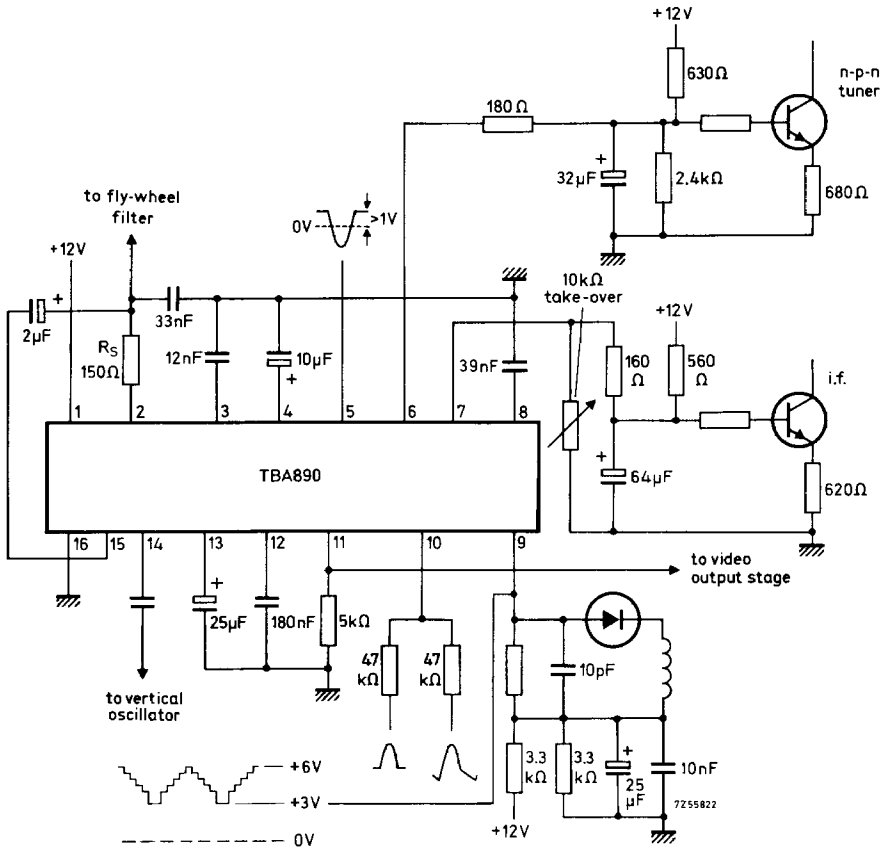 +12V
n-p-n
tuner
630Ω
180Ω
32µF
+
2,4kΩ
680Ω
to fly-wheel
filter
0V
>1V
+12V
+
2µF
33nF
10kΩ
take-over
+12V
RS
150Ω
12nF
10µF
+
39nF
160
Ω
560
Ω
i.f.
1 2 3 4 5 6 7 8
+
64µF
620Ω
TBA890
16 15 14 13 12 11 10 9
to video
output stage
+
25µF
180nF
5kΩ
47
kΩ
47
kΩ
10pF
to vertical
oscillator
+6V
+3V
0V
3.3
kΩ
3.3
kΩ
+
25
µF
10nF
7Z55822
+12V